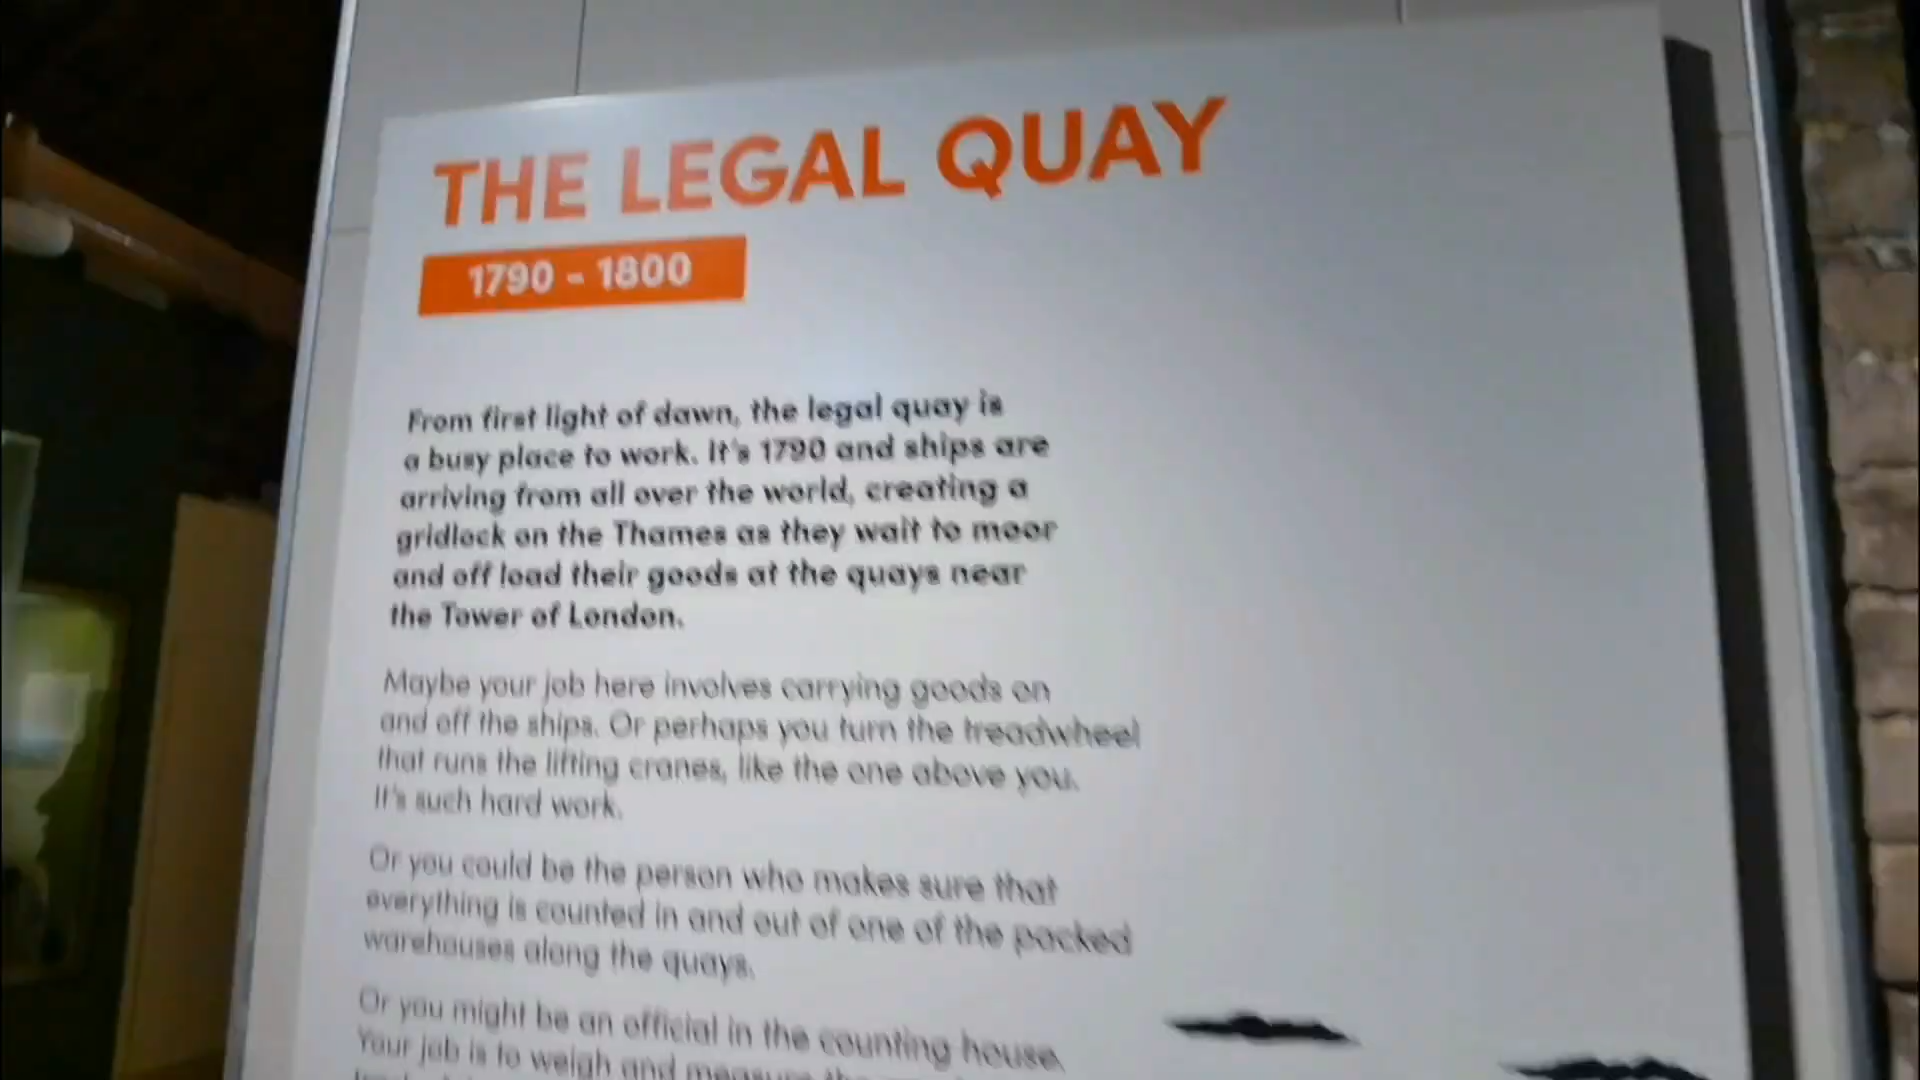 THE LEGAL QUAY
1790 - 1800
From first light of dawn, the legal quay is
a busy place to work. It's 1790 and ships are
arriving from all over the world, creating a
gridlock on the Thames as they wait to moor
and off load their goods at the quays near
the Tower of London.
Maybe your job here involves carrying goods on
and off the ships. Or perhaps you turn the treadwheel
that runs the lifting cranes, like the one above you.
It's such hard work.
Or you could be the person who makes sure that
everything is counted in and out of one of the packed
warehouses along the quays.
Or you might be an official in the counting house.
Your job is to weigh and measure the